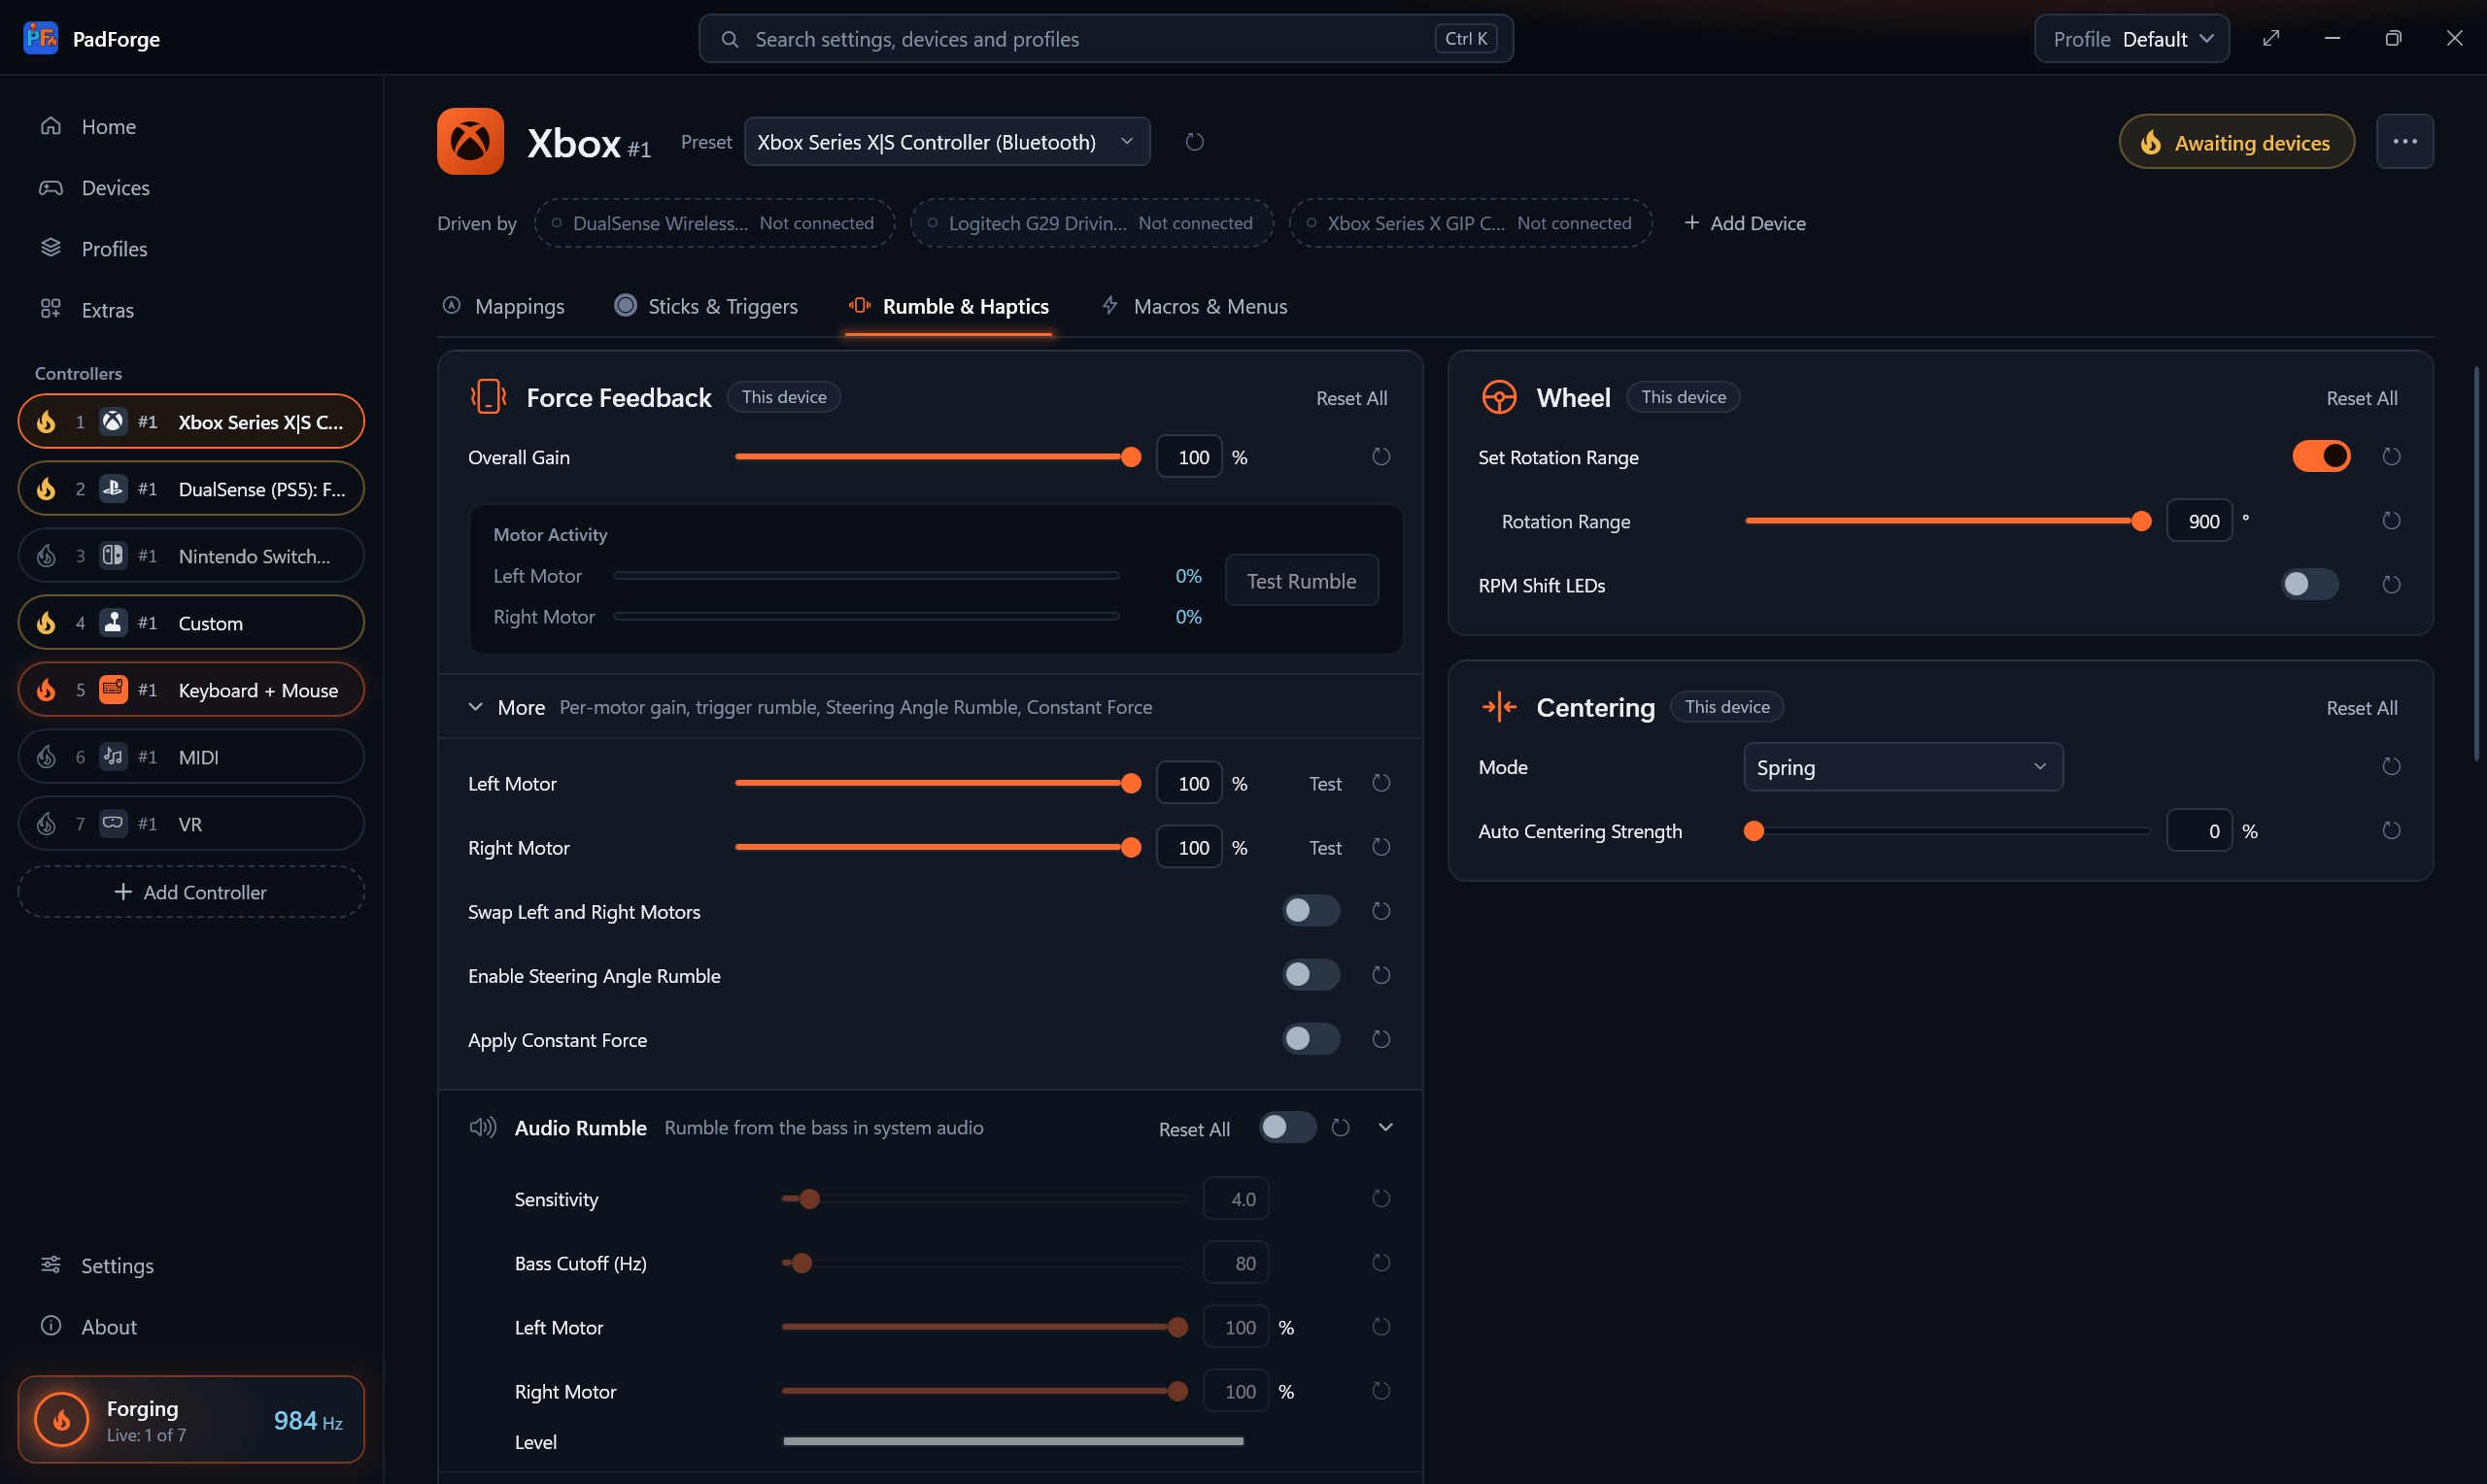 PadForge
Search settings, devices and profiles
Ctrl K
Profile Default
Home
Devices
Profiles
Extras
Controllers
1 #1 Xbox Series X|S C...
2 #1 DualSense (PS5): F...
3 #1 Nintendo Switch...
4 #1 Custom
5 #1 Keyboard + Mouse
6 #1 MIDI
7 #1 VR
+ Add Controller
Settings
About
Forging
Live: 1 of 7
984 Hz
Xbox #1
Preset
Xbox Series X|S Controller (Bluetooth)
Awaiting devices
Driven by
DualSense Wireless... Not connected
Logitech G29 Drivin... Not connected
Xbox Series X GIP C... Not connected
+ Add Device
Mappings
Sticks & Triggers
Rumble & Haptics
Macros & Menus
Force Feedback
This device
Reset All
Overall Gain
100 %
Motor Activity
Left Motor
0%
Right Motor
0%
Test Rumble
More
Per-motor gain, trigger rumble, Steering Angle Rumble, Constant Force
Left Motor
100 %
Test
Right Motor
100 %
Test
Swap Left and Right Motors
Enable Steering Angle Rumble
Apply Constant Force
Audio Rumble
Rumble from the bass in system audio
Reset All
Sensitivity
4.0
Bass Cutoff (Hz)
80
Left Motor
100 %
Right Motor
100 %
Level
Wheel
This device
Reset All
Set Rotation Range
Rotation Range
900 °
RPM Shift LEDs
Centering
This device
Reset All
Mode
Spring
Auto Centering Strength
0 %